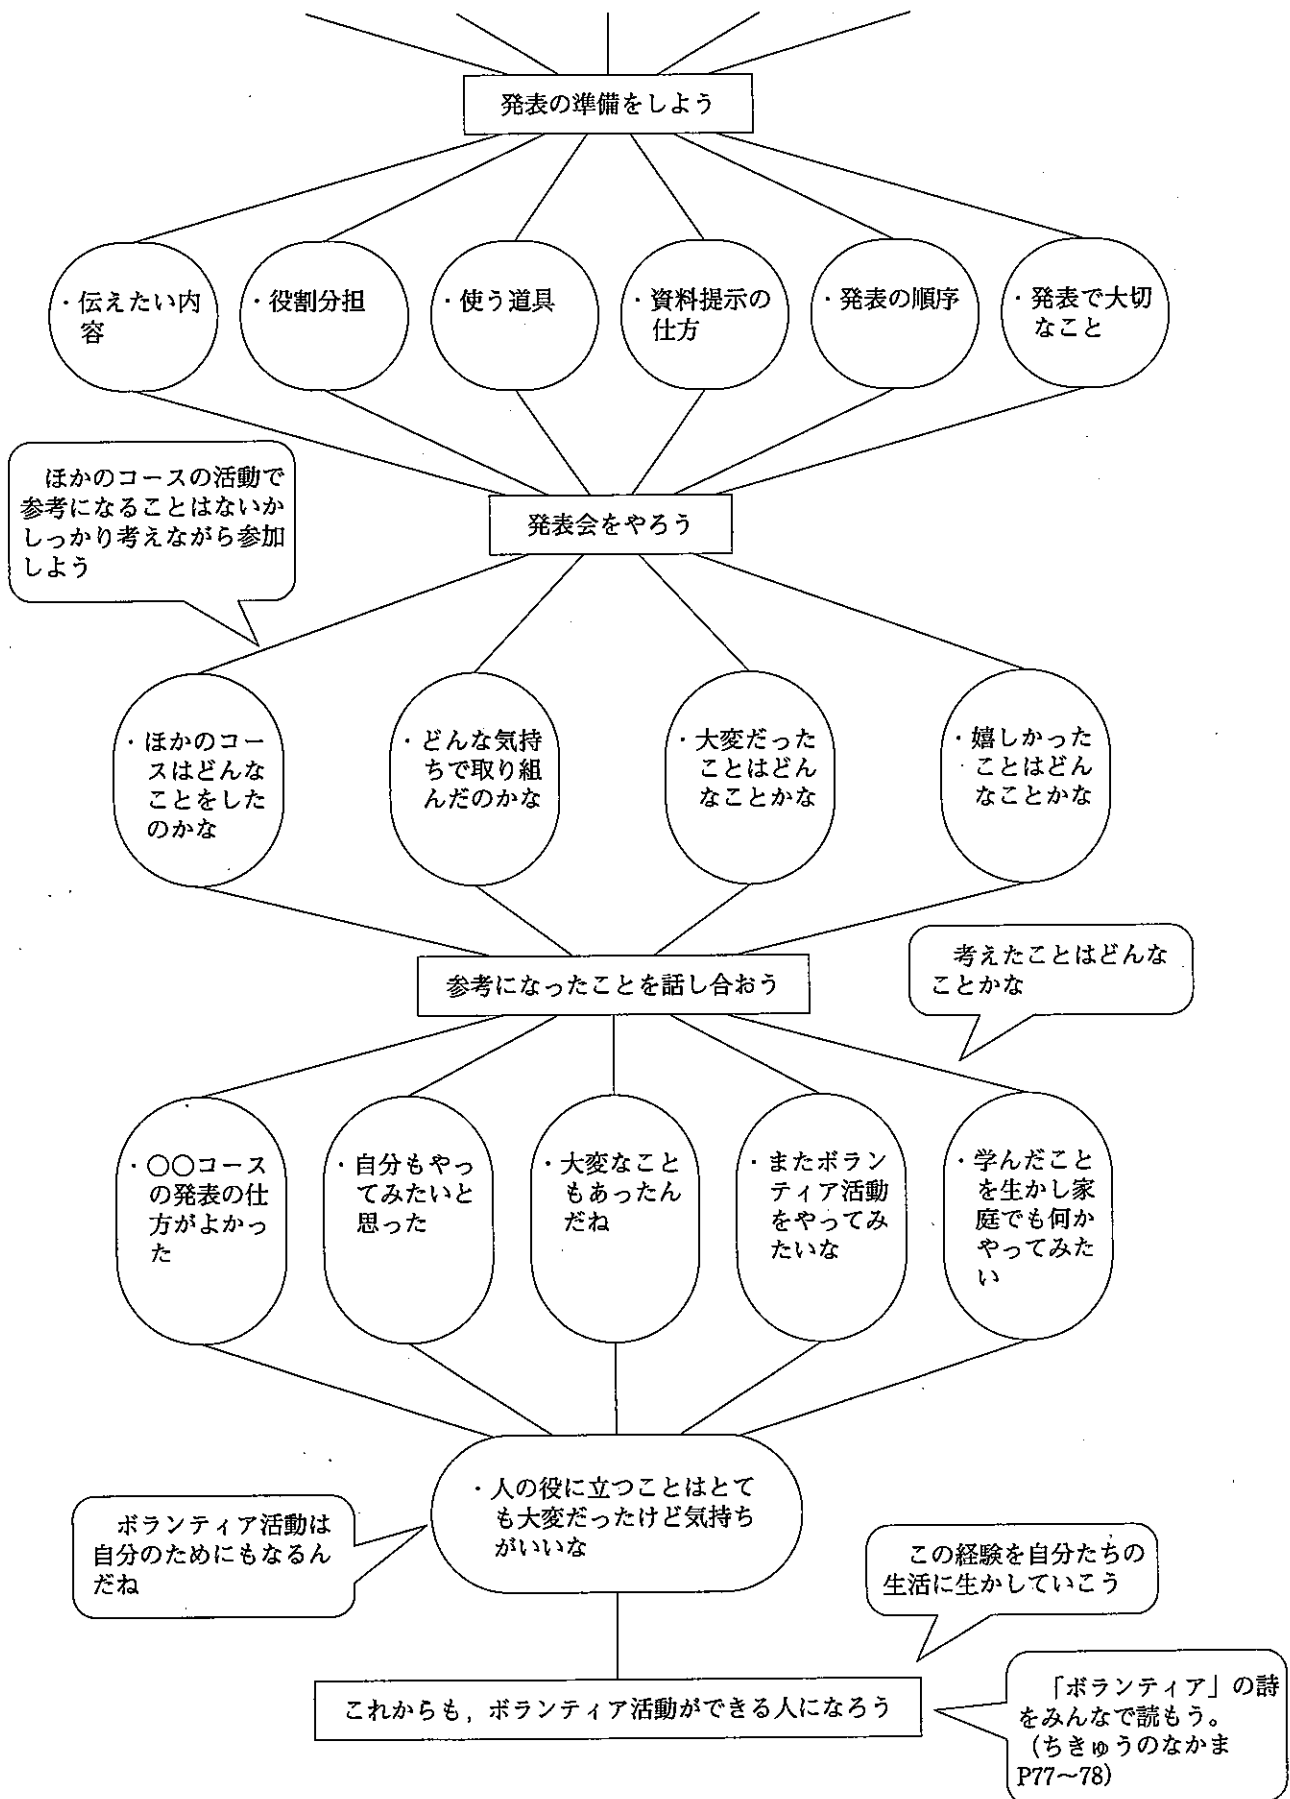 発表の準備をしよう
・伝えたい内
容
・役割分担
・使う道具
・資料提示の
仕方
・発表の順序
・発表で大切
なこと
ほかのコースの活動で
参考になることはないか
しっかり考えながら参加
しよう
発表会をやろう
・ほかのコー
スはどんな
ことをした
のかな
・どんな気持
ちで取り組
んだのかな
・大変だった
ことはどん
なことかな
・嬉しかった
ことはどん
なことかな
参考になったことを話し合おう
考えたことはどんな
ことかな
・○○コース
の発表の仕
方がよかっ
た
・自分もやっ
てみたいと
思った
・大変なこと
もあったん
だね
・またボラン
ティア活動
をやってみ
たいな
・学んだこと
を生かし家
庭でも何か
やってみた
い
・人の役に立つことはとて
も大変だったけど気持ち
がいいな
ボランティア活動は
自分のためにもなるん
だね
この経験を自分たちの
生活に生かしていこう
これからも，ボランティア活動ができる人になろう
「ボランティア」の詩
をみんなで読もう。
（ちきゅうのなかま
P77～78）